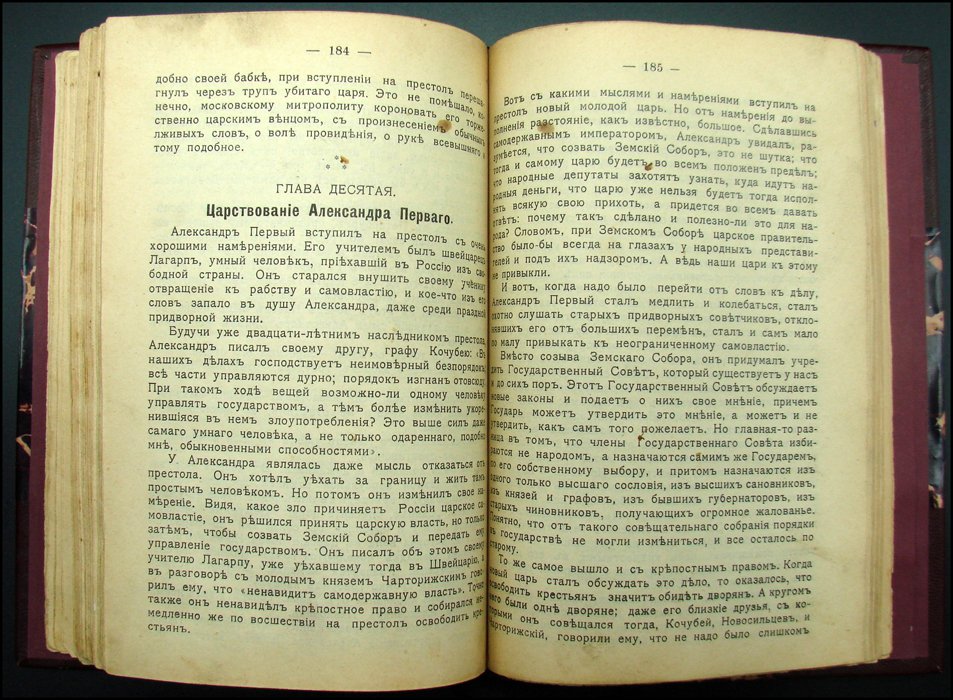 — 184 —
добно своей бабкѣ, при вступленіи на престолъ переша-
гнулъ черезъ трупъ убитаго царя. Это не помѣшало, ко-
нечно, московскому митрополиту короновать его торже-
ственно царскимъ вѣнцомъ, съ произнесеніемъ обычныхъ
лживыхъ словъ, о волѣ провидѣнія, о рукѣ всевышняго и
тому подобное.
* * *
ГЛАВА ДЕСЯТАЯ.
Царствованіе Александра Перваго.
Александръ Первый вступилъ на престолъ съ очень
хорошими намѣреніями. Его учителемъ былъ швейцарецъ
Лагарпъ, умный человѣкъ, пріѣхавшій въ Россію изъ сво-
бодной страны. Онъ старался внушить своему ученику
отвращеніе къ рабству и самовластію, и кое-что изъ его
словъ запало въ душу Александра, даже среди праздной
придворной жизни.
Будучи уже двадцати-лѣтнимъ наслѣдникомъ престола,
Александръ писалъ своему другу, графу Кочубею: «Въ
нашихъ дѣлахъ господствуетъ неимовѣрный безпорядокъ;
всѣ части управляются дурно; порядокъ изгнанъ отовсюду.
При такомъ ходѣ вещей возможно-ли одному человѣку
управлять государствомъ, а тѣмъ болѣе измѣнить укоре-
нившіяся въ немъ злоупотребленія? Это выше силъ даже
самаго умнаго человѣка, а не только одареннаго, подобно
мнѣ, обыкновенными способностями».
У Александра являлась даже мысль отказаться отъ
престола. Онъ хотѣлъ уѣхать за границу и жить тамъ
простымъ человѣкомъ. Но потомъ онъ измѣнилъ свое на-
мѣреніе. Видя, какое зло причиняетъ Россіи царское са-
мовластіе, онъ рѣшился принять царскую власть, но только
затѣмъ, чтобы созвать Земскій Соборъ и передать ему
управленіе государствомъ. Онъ писалъ объ этомъ своему
учителю Лагарпу, уже уѣхавшему тогда въ Швейцарію, а
въ разговорѣ съ молодымъ княземъ Чарторижскимъ гово-
рилъ ему, что «ненавидитъ самодержавную власть». Точно
также онъ ненавидѣлъ крѣпостное право и собирался не-
медленно же по восшествіи на престолъ освободить кре-
стьянъ.
— 185 —
Вотъ съ какими мыслями и намѣреніями вступилъ на
престолъ новый молодой царь. Но отъ намѣренія до вы-
полненія разстояніе, какъ извѣстно, большое. Сдѣлавшись
самодержавнымъ императоромъ, Александръ увидалъ, ра-
зумѣется, что созвать Земскій Соборъ, это не шутка; что
тогда и самому царю будетъ во всемъ положенъ предѣлъ;
что народные депутаты захотятъ узнать, куда идутъ на-
родныя деньги, что царю уже нельзя будетъ тогда испол-
нять всякую свою прихоть, а придется во всемъ давать
отвѣтъ: почему такъ сдѣлано и полезно-ли это для на-
рода? Словомъ, при Земскомъ Соборѣ царское правитель-
ство было-бы всегда на глазахъ у народныхъ представи-
телей и подъ ихъ надзоромъ. А вѣдь наши цари къ этому
не привыкли.
И вотъ, когда надо было перейти отъ словъ къ дѣлу,
Александръ Первый сталъ медлить и колебаться, сталъ
охотно слушать старыхъ придворныхъ совѣтчиковъ, откло-
нявшихъ его отъ большихъ перемѣнъ, сталъ и самъ мало
по малу привыкать къ неограниченному самовластію.
Вмѣсто созыва Земскаго Собора, онъ придумалъ учре-
дить Государственный Совѣтъ, который существуетъ у насъ
и до сихъ поръ. Этотъ Государственный Совѣтъ обсуждаетъ
новые законы и подаетъ о нихъ свое мнѣніе, причемъ
Государь можетъ утвердить это мнѣніе, а можетъ и не
утвердить, какъ самъ того пожелаетъ. Но главная-то раз-
ница въ томъ, что члены Государственнаго Совѣта изби-
раются не народомъ, а назначаются самимъ же Государемъ,
по его собственному выбору, и притомъ назначаются изъ
одного только высшаго сословія, изъ высшихъ сановниковъ,
изъ князей и графовъ, изъ бывшихъ губернаторовъ, изъ
старыхъ чиновниковъ, получающихъ огромное жалованье.
Понятно, что отъ такого совѣщательнаго собранія порядки
въ государствѣ не могли измѣниться, и все осталось по
старому.
То же самое вышло и съ крѣпостнымъ правомъ. Когда
новый царь сталъ обсуждать это дѣло, то оказалось, что
освободить крестьянъ значитъ обидѣть дворянъ. А кругомъ
него были однѣ дворяне; даже его близкіе друзья, съ ко-
торыми онъ совѣщался тогда, Кочубей, Новосильцевъ, и
Чарторижскій, говорили ему, что не надо было слишкомъ